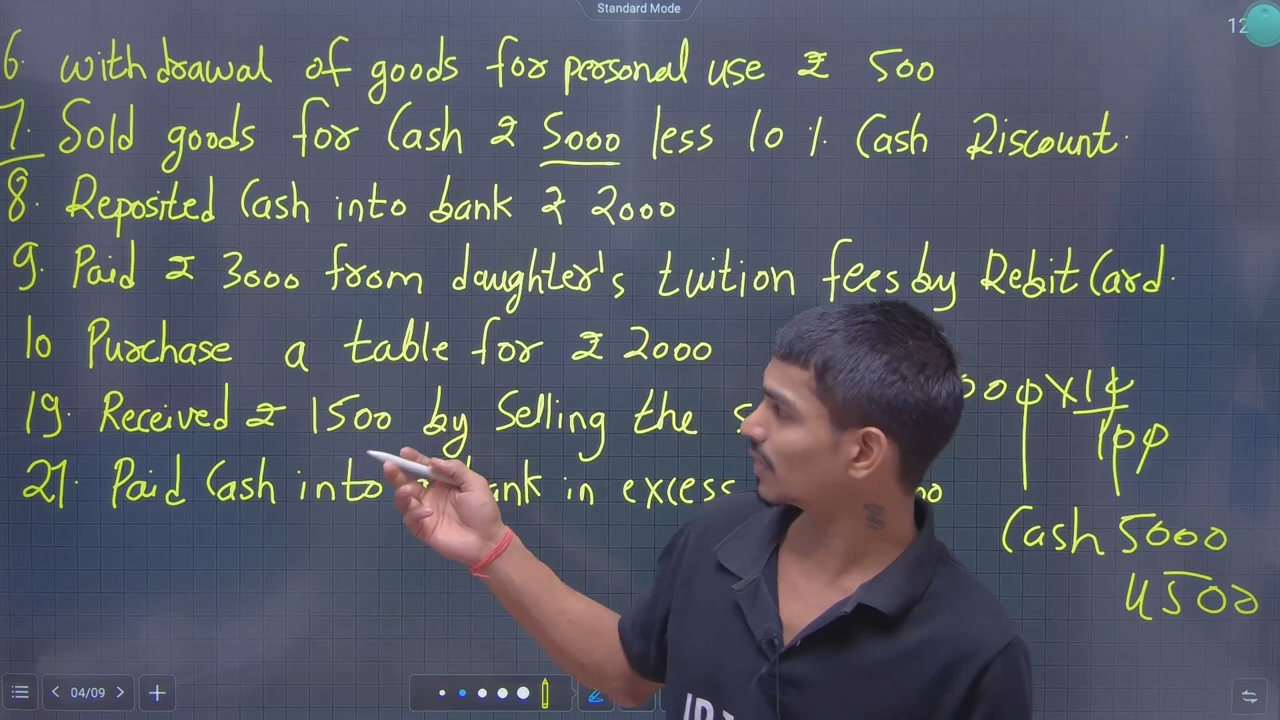 Standard Mode
12
6. withdrawal of goods for personal use ₹ 500
7. Sold goods for Cash ₹ 5000 less 10 %. Cash Discount.
8. Deposited Cash into bank ₹ 2000
9. Paid ₹ 3000 from daughter's tuition fees by Debit Card.
10 Purchase a table for ₹ 2000
19. Received ₹ 1500 by Selling the
21. Paid Cash into bank in excess
Cash 5000
4500
04/09